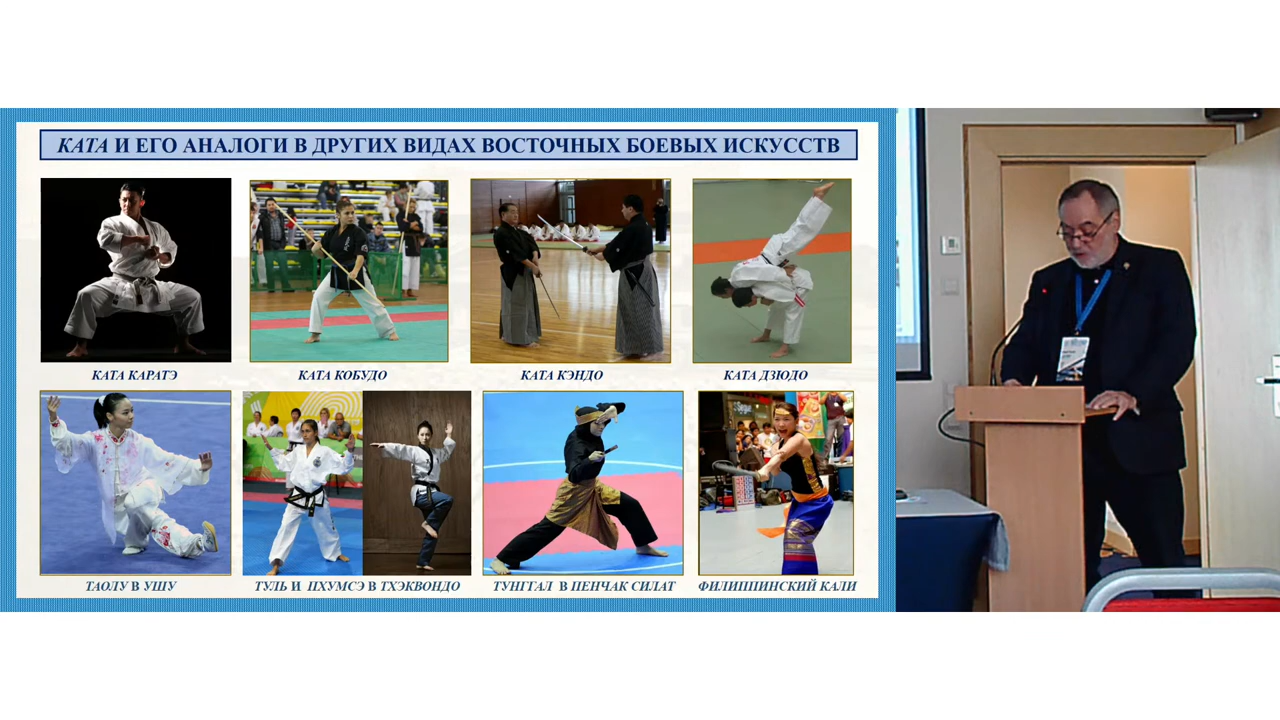 КАТА И ЕГО АНАЛОГИ В ДРУГИХ ВИДАХ ВОСТОЧНЫХ БОЕВЫХ ИСКУССТВ
КАТА КАРАТЭ
КАТА КОБУДО
КАТА КЭНДО
КАТА ДЗЮДО
ТАОЛУ В УШУ
ТУЛЬ И ПХУМСЭ В ТХЭКВОНДО
ТУНГГАЛ В ПЕНЧАК СИЛАТ
ФИЛИППИНСКИЙ КАЛИ